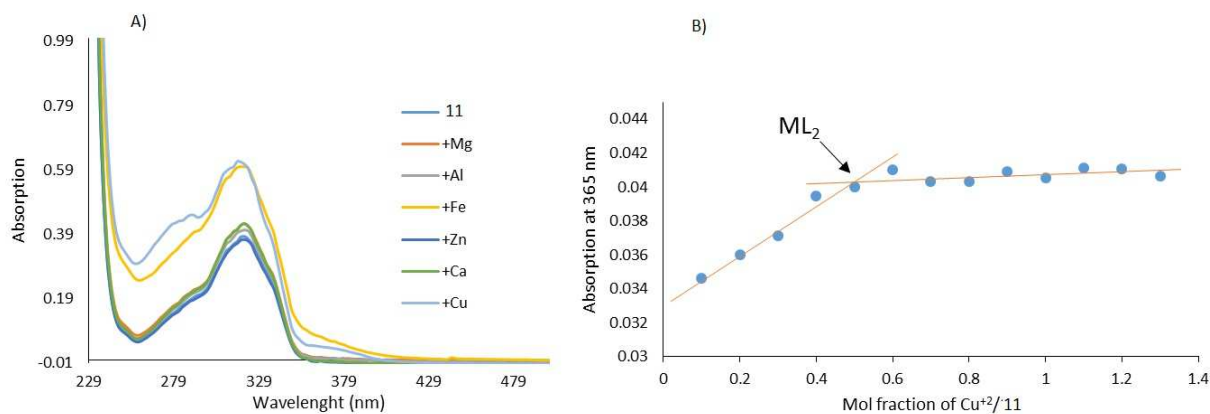 A)
0.99
0.79
0.59
0.39
0.19
-0.01
Absorption
229 279 329 379 429 479
Wavelenght (nm)
11
+Mg
+Al
+Fe
+Zn
+Ca
+Cu
B)
0.044
0.042
0.04
0.036
0.034
0.032
0.03
Absorption at 365 nm
ML2
0 0.2 0.4 0.6 0.8 1 1.2 1.4
Mol fraction of Cu+2/11